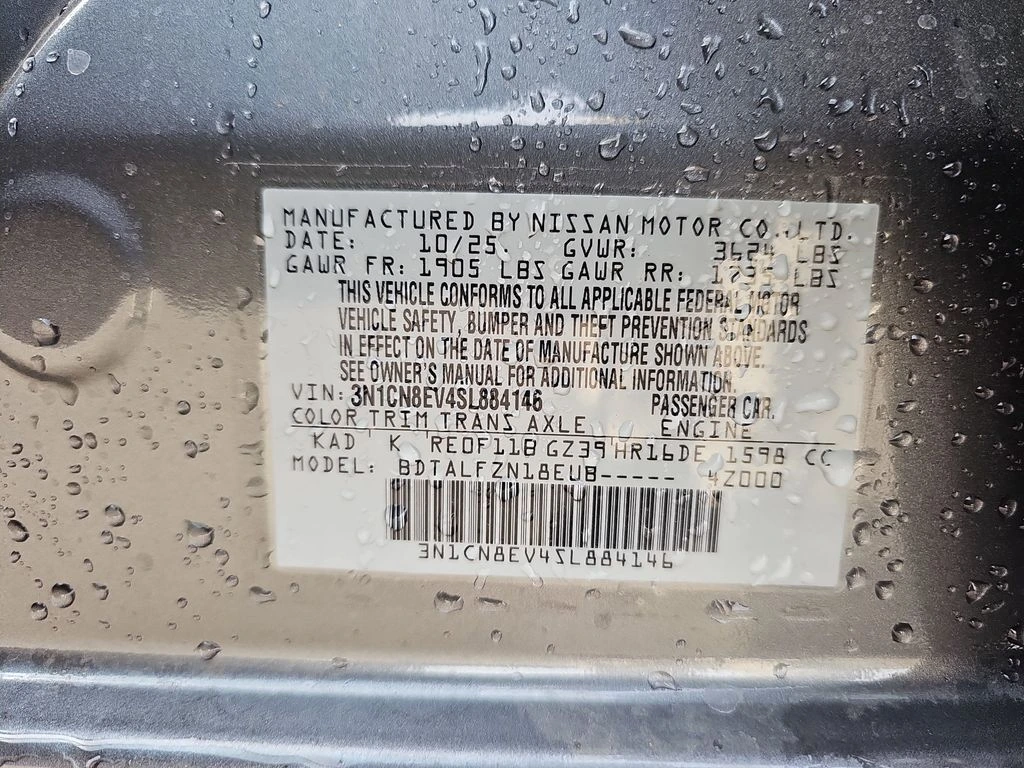 MANUFACTURED BY NISSAN MOTOR CO.,LTD.
DATE: 10/25. GVWR: 3624 LBS
GAWR FR: 1905 LBS GAWR RR: 1735 LBS
THIS VEHICLE CONFORMS TO ALL APPLICABLE FEDERAL MOTOR
VEHICLE SAFETY, BUMPER AND THEFT PREVENTION STANDARDS
IN EFFECT ON THE DATE OF MANUFACTURE SHOWN ABOVE.
SEE OWNER'S MANUAL FOR ADDITIONAL INFORMATION.
VIN: 3N1CN8EV4SL884146 PASSENGER CAR.
COLOR TRIM TRANS AXLE ENGINE
KAD K RE0F11B GZ39 HR16DE 1598 CC
MODEL: BDTALFZN18EUB----- 4Z000
3N1CN8EV4SL884146